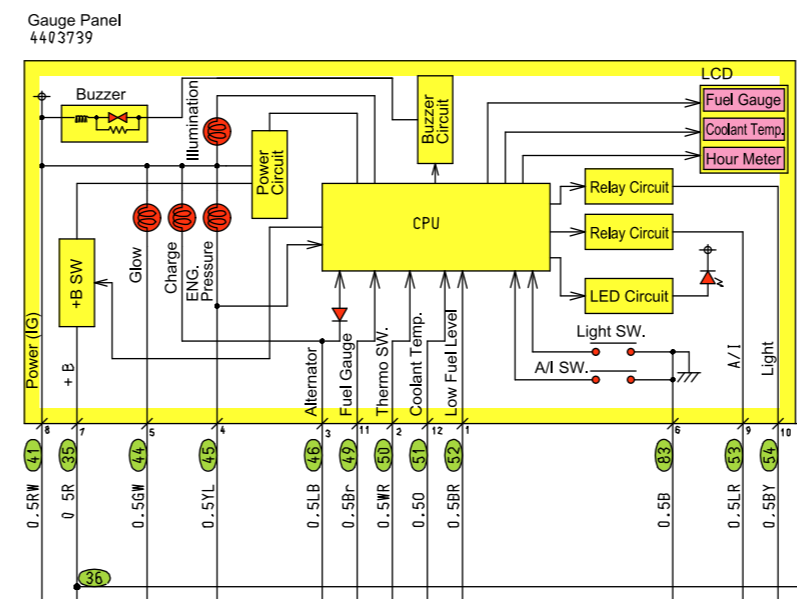 Gauge Panel
4403739
LCD
Buzzer
Illumination
Buzzer
Circuit
Fuel Gauge
Coolant Temp.
Hour Meter
Power
Circuit
CPU
Relay Circuit
Relay Circuit
LED Circuit
Glow
Charge
ENG.
Pressure
+B SW
Power (IG)
+ B
Alternator
Fuel Gauge
Thermo SW.
Coolant Temp.
Low Fuel Level
Light SW.
A/I SW.
A/I
Light
8
7
5
4
3
11
2
12
1
6
9
10
41
35
44
45
46
49
50
51
52
83
53
54
0.5RW
0.5R
0.5GW
0.5YL
0.5LB
0.5Br
0.5WR
0.5O
0.5BR
0.5B
0.5LR
0.5BY
36